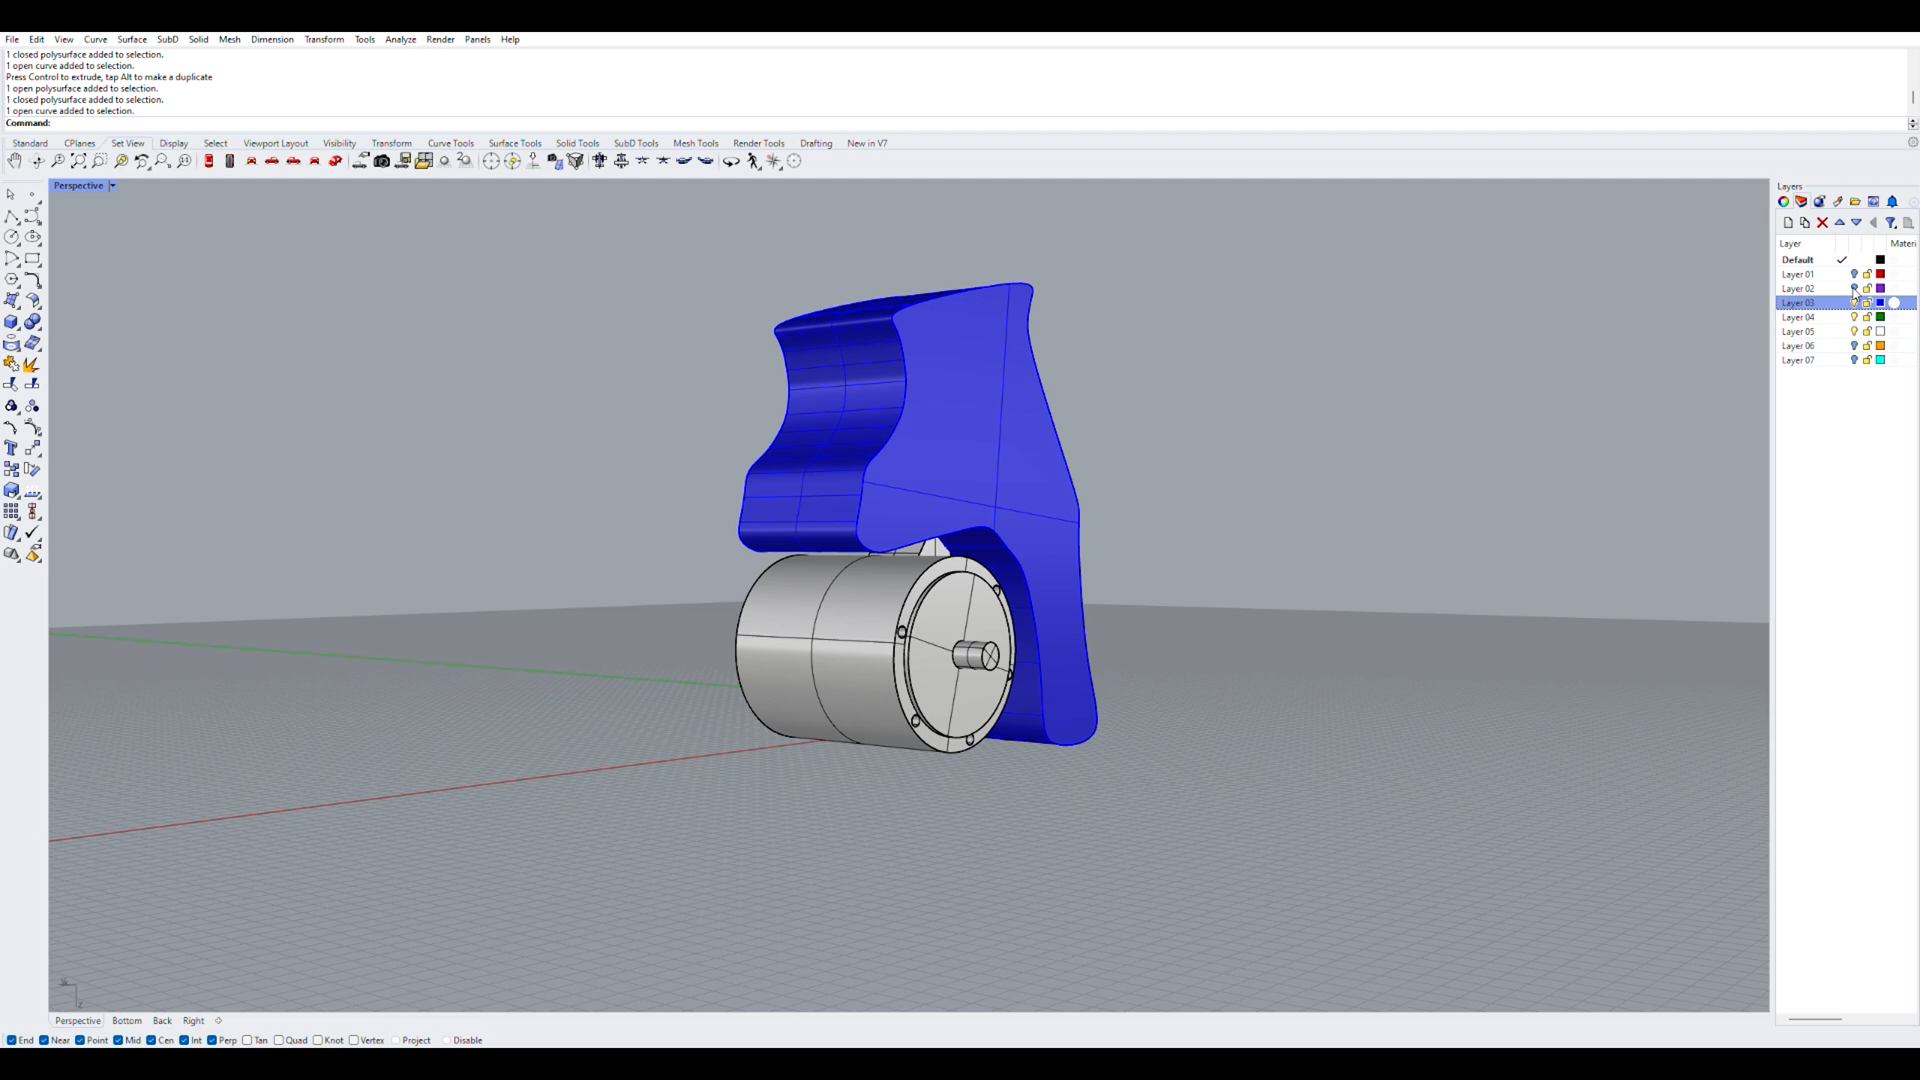 File Edit View Curve Surface SubD Solid Mesh Dimension Transform Tools Analyze Render Panels Help
1 closed polysurface added to selection.
1 open curve added to selection.
Press Control to extrude, tap Alt to make a duplicate
1 open polysurface added to selection.
1 closed polysurface added to selection.
1 open curve added to selection.
Command:
Standard CPlanes Set View Display Select Viewport Layout Visibility Transform Curve Tools Surface Tools Solid Tools SubD Tools Mesh Tools Render Tools Drafting New in V7
Perspective
Layers
Layer Materi
Default
Layer 01
Layer 02
Layer 03
Layer 04
Layer 05
Layer 06
Layer 07
Perspective Bottom Back Right
End Near Point Mid Cen Int Perp Tan Quad Knot Vertex Project Disable